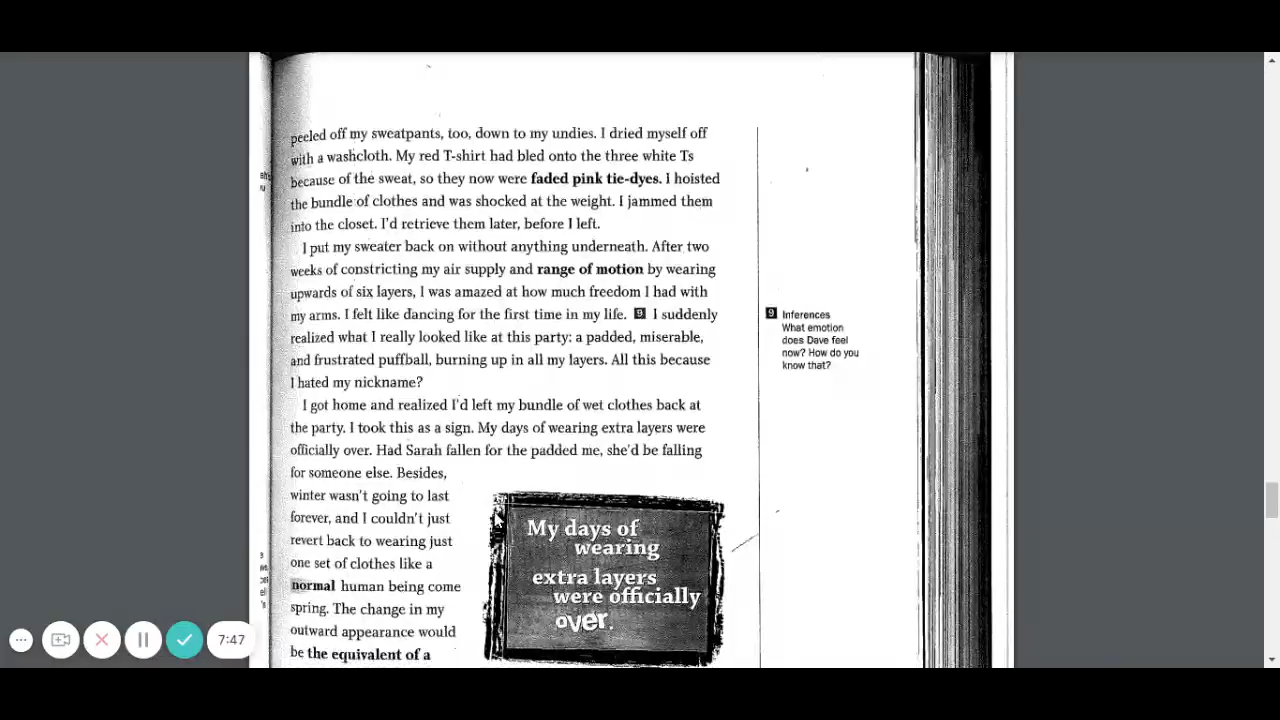 peeled off my sweatpants, too, down to my undies. I dried myself off
with a washcloth. My red T-shirt had bled onto the three white Ts
because of the sweat, so they now were faded pink tie-dyes. I hoisted
the bundle of clothes and was shocked at the weight. I jammed them
into the closet. I'd retrieve them later, before I left.
I put my sweater back on without anything underneath. After two
weeks of constricting my air supply and range of motion by wearing
upwards of six layers, I was amazed at how much freedom I had with
my arms. I felt like dancing for the first time in my life. 9 I suddenly
realized what I really looked like at this party: a padded, miserable,
and frustrated puffball, burning up in all my layers. All this because
I hated my nickname?
I got home and realized I'd left my bundle of wet clothes back at
the party. I took this as a sign. My days of wearing extra layers were
officially over. Had Sarah fallen for the padded me, she'd be falling
for someone else. Besides,
winter wasn't going to last
forever, and I couldn't just
revert back to wearing just
one set of clothes like a
normal human being come
spring. The change in my
outward appearance would
be the equivalent of a
My days of
wearing
extra layers
were officially
over.
9 Inferences
What emotion
does Dave feel
now? How do you
know that?
7:47